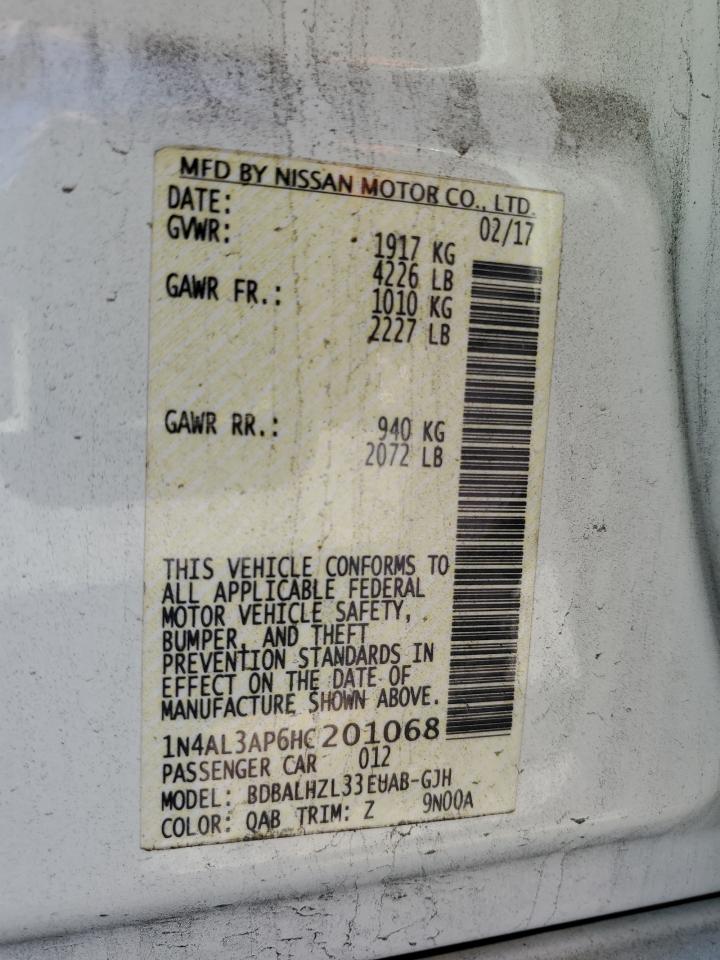 MFD BY NISSAN MOTOR CO., LTD.
DATE: 02/17
GVWR: 1917 KG
4226 LB
GAWR FR.: 1010 KG
2227 LB
GAWR RR.: 940 KG
2072 LB
THIS VEHICLE CONFORMS TO
ALL APPLICABLE FEDERAL
MOTOR VEHICLE SAFETY,
BUMPER, AND THEFT
PREVENTION STANDARDS IN
EFFECT ON THE DATE OF
MANUFACTURE SHOWN ABOVE.
1N4AL3AP6HC201068
PASSENGER CAR 012
MODEL: BDBALHZL33EUAB-GJH
COLOR: QAB TRIM: Z 9N00A